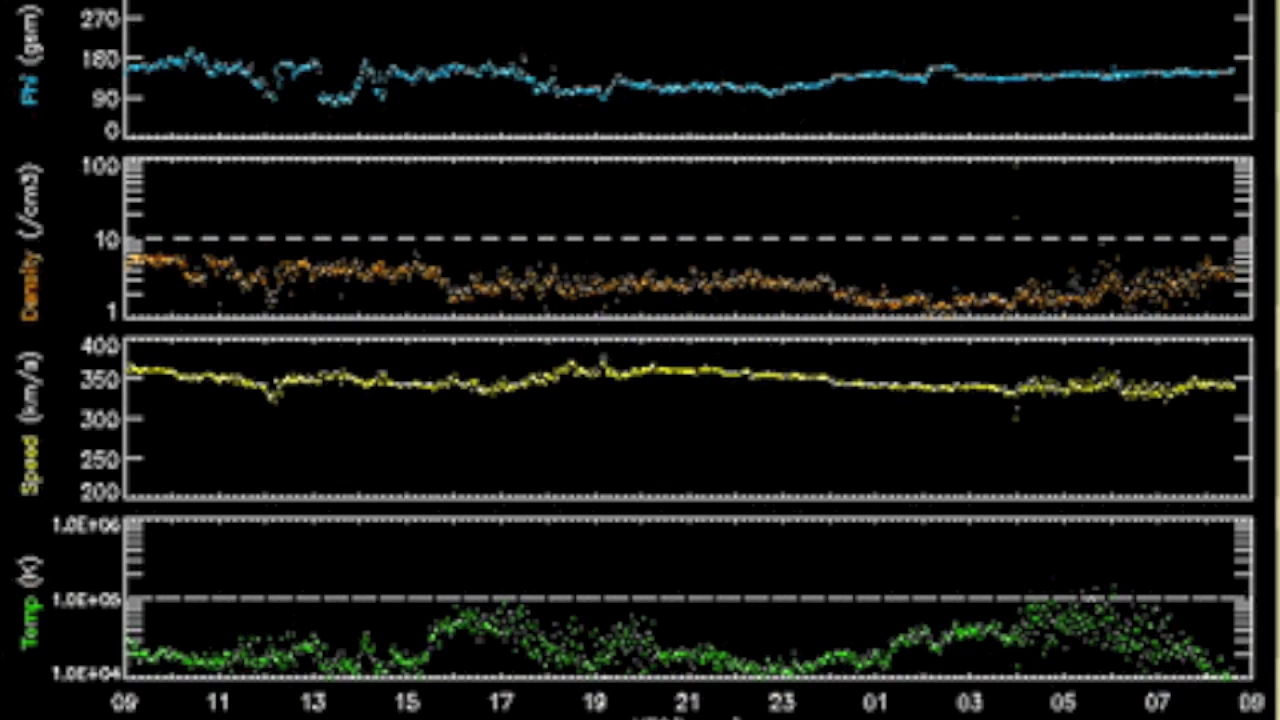 Phi (gsm)
270
180
90
0
Density (/cm3)
100
10
1
Speed (km/s)
400
350
300
250
200
Temp (K)
1.0E+06
1.0E+05
1.0E+04
09 11 13 15 17 19 21 23 01 03 05 07 09